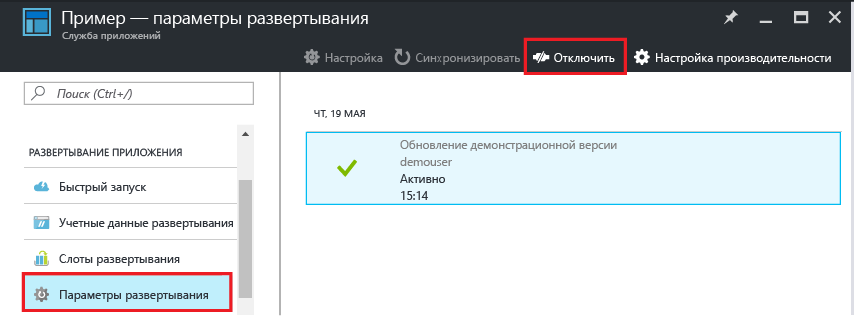 Пример — параметры развертывания
Служба приложений
Настройка Синхронизировать Отключить Настройка производительности
Поиск (Ctrl+/)
РАЗВЕРТЫВАНИЕ ПРИЛОЖЕНИЯ
Быстрый запуск
Учетные данные развертывания
Слоты развертывания
Параметры развертывания
ЧТ, 19 МАЯ
Обновление демонстрационной версии
demouser
Активно
15:14